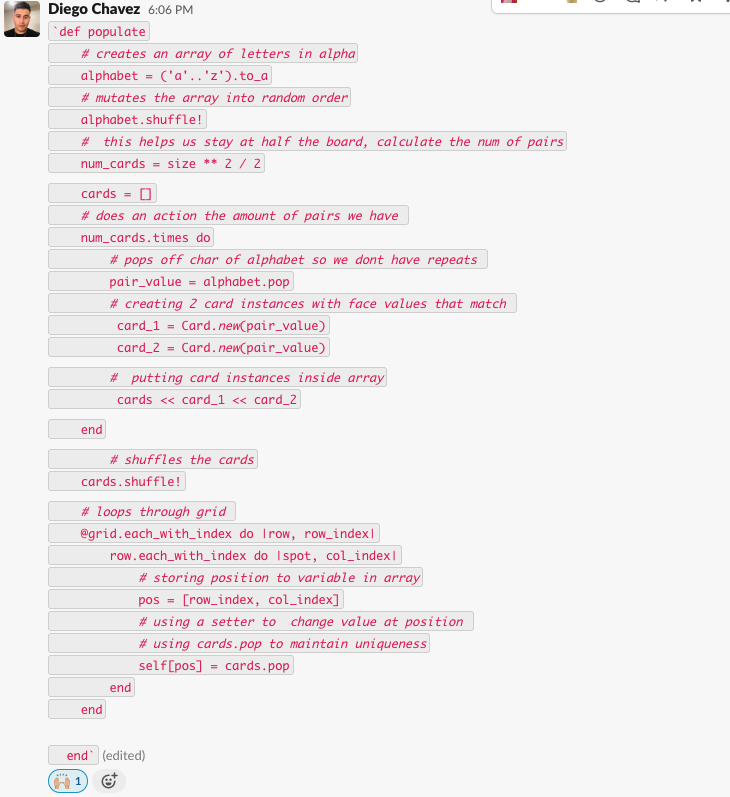 Diego Chavez 6:06 PM
`def populate
# creates an array of letters in alpha
alphabet = ('a'..'z').to_a
# mutates the array into random order
alphabet.shuffle!
#  this helps us stay at half the board, calculate the num of pairs
num_cards = size ** 2 / 2
cards = []
# does an action the amount of pairs we have
num_cards.times do
# pops off char of alphabet so we dont have repeats
pair_value = alphabet.pop
# creating 2 card instances with face values that match
card_1 = Card.new(pair_value)
card_2 = Card.new(pair_value)
#  putting card instances inside array
cards << card_1 << card_2
end
# shuffles the cards
cards.shuffle!
# loops through grid
@grid.each_with_index do |row, row_index|
row.each_with_index do |spot, col_index|
# storing position to variable in array
pos = [row_index, col_index]
# using a setter to  change value at position
# using cards.pop to maintain uniqueness
self[pos] = cards.pop
end
end
end` (edited)
1